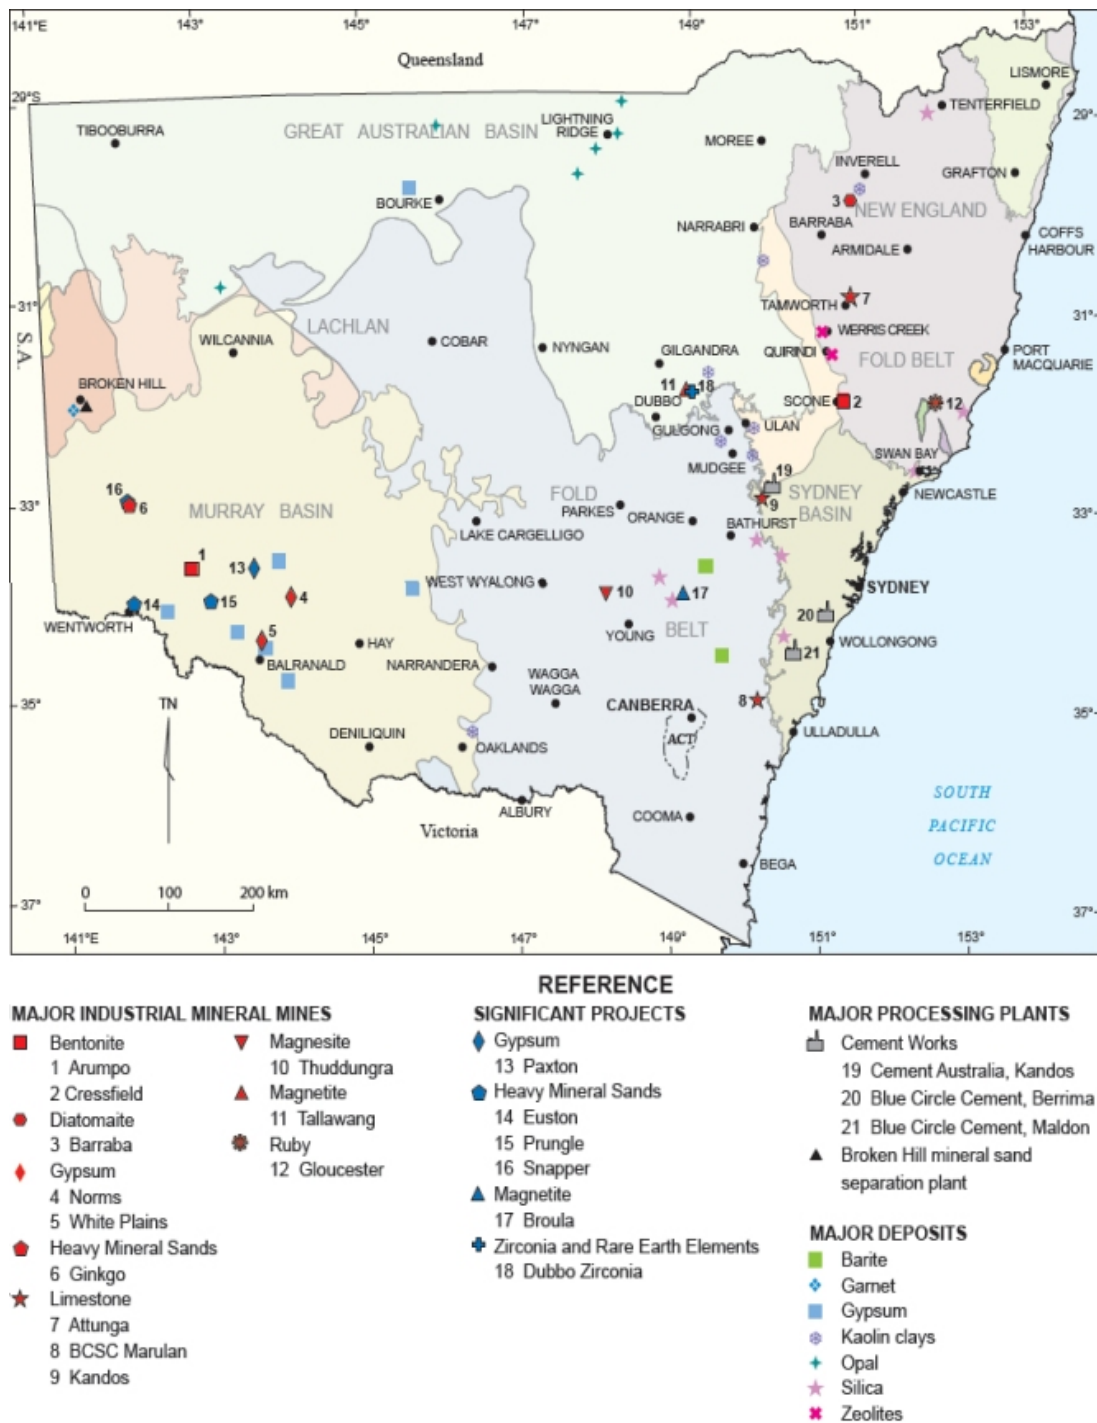 141°E 143° 145° 147° 149° 151° 153°
Queensland
29°S
29°
LISMORE
TENTERFIELD
TIBOOBURRA
GREAT AUSTRALIAN BASIN
LIGHTNING
RIDGE
MOREE
INVERELL
GRAFTON
3
NEW ENGLAND
BOURKE
NARRABRI
BARRABA
ARMIDALE
COFFS
HARBOUR
31°
31°
7
TAMWORTH
LACHLAN
S.A.
WILCANNIA
COBAR
NYNGAN
WERRIS CREEK
QUIRINDI
FOLD BELT
PORT
MACQUARIE
GILGANDRA
BROKEN HILL
11
18
DUBBO
SCONE
2
12
GULGONG
ULAN
MUDGEE
SWAN BAY
19
16
6
MURRAY BASIN
FOLD
PARKES
ORANGE
9
SYDNEY
BASIN
NEWCASTLE
33°
33°
LAKE CARGELLIGO
BATHURST
1
13
WEST WYALONG
SYDNEY
14
15
4
10
17
20
WENTWORTH
5
HAY
YOUNG
BELT
WOLLONGONG
21
BALRANALD
NARRANDERA
WAGGA
WAGGA
8
35°
35°
TN
CANBERRA
ACT
ULLADULLA
DENILIQUIN
OAKLANDS
SOUTH
PACIFIC
OCEAN
ALBURY
Victoria
COOMA
BEGA
0 100 200 km
37°
37°
141°E 143° 145° 147° 149° 151° 153°
REFERENCE
MAJOR INDUSTRIAL MINERAL MINES
Bentonite
1 Arumpo
2 Cressfield
Diatomaite
3 Barraba
Gypsum
4 Norms
5 White Plains
Heavy Mineral Sands
6 Ginkgo
Limestone
7 Attunga
8 BCSC Marulan
9 Kandos
Magnesite
10 Thuddungra
Magnetite
11 Tallawang
Ruby
12 Gloucester
SIGNIFICANT PROJECTS
Gypsum
13 Paxton
Heavy Mineral Sands
14 Euston
15 Prungle
16 Snapper
Magnetite
17 Broula
Zirconia and Rare Earth Elements
18 Dubbo Zirconia
MAJOR PROCESSING PLANTS
Cement Works
19 Cement Australia, Kandos
20 Blue Circle Cement, Berrima
21 Blue Circle Cement, Maldon
Broken Hill mineral sand
separation plant
MAJOR DEPOSITS
Barite
Garnet
Gypsum
Kaolin clays
Opal
Silica
Zeolites